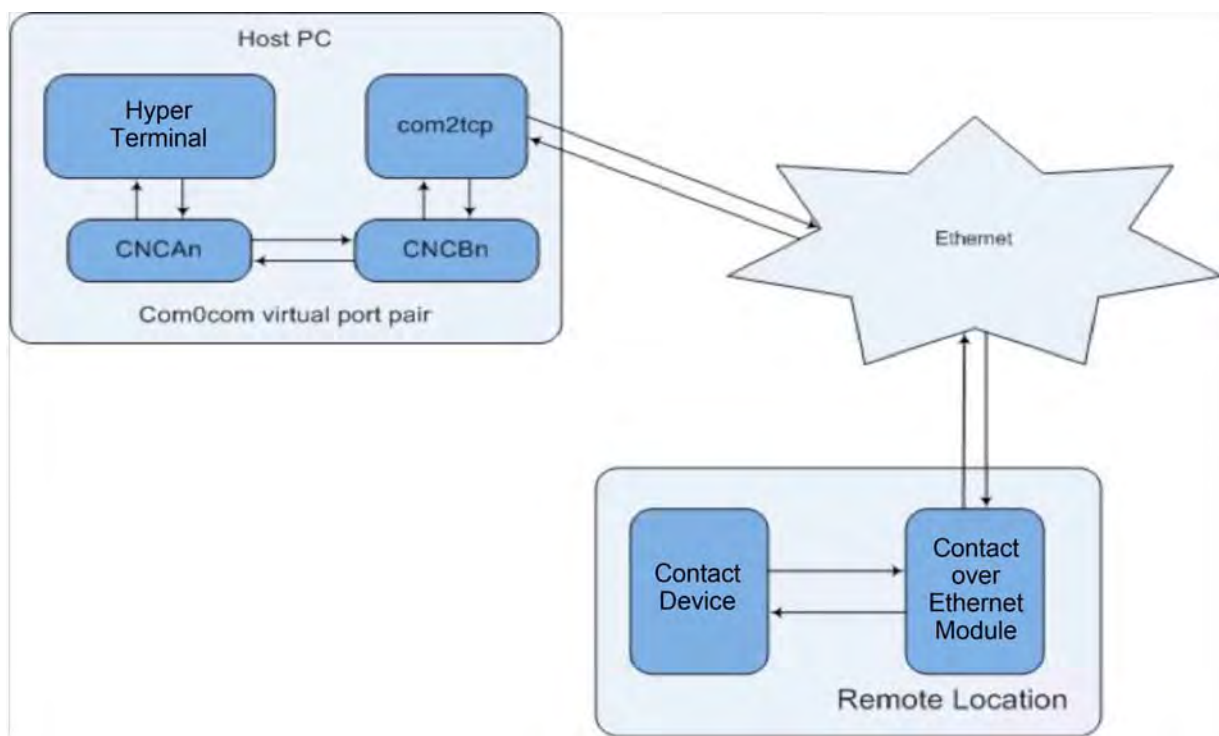 Host PC
Hyper
Terminal
com2tcp
CNCAn
CNCBn
Com0com virtual port pair
Ethernet
Contact
Device
Contact
over
Ethernet
Module
Remote Location